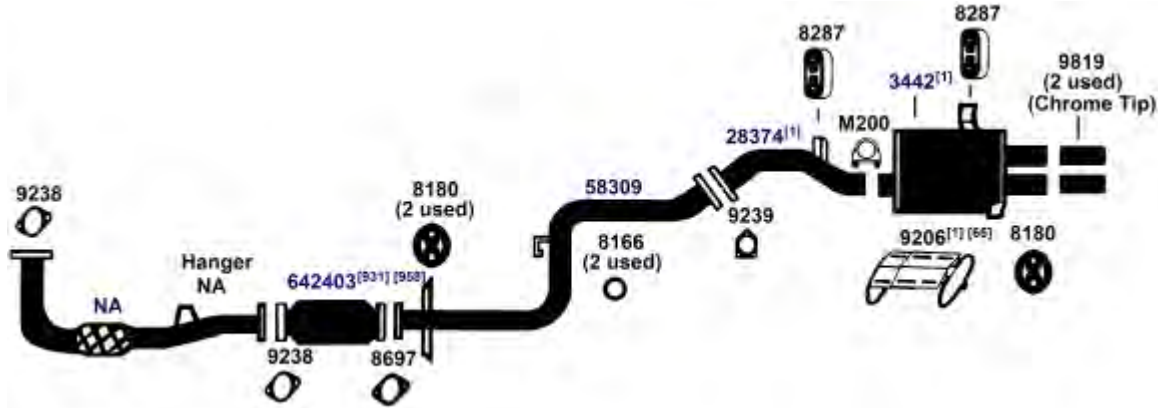 8287
8287
9819
(2 used)
(Chrome Tip)
3442[1]
M200
28374[1]
9238
8180
(2 used)
58309
9239
8166
(2 used)
9206[1] [66]
8180
Hanger
NA
NA
642403[931] [958]
9238
8697